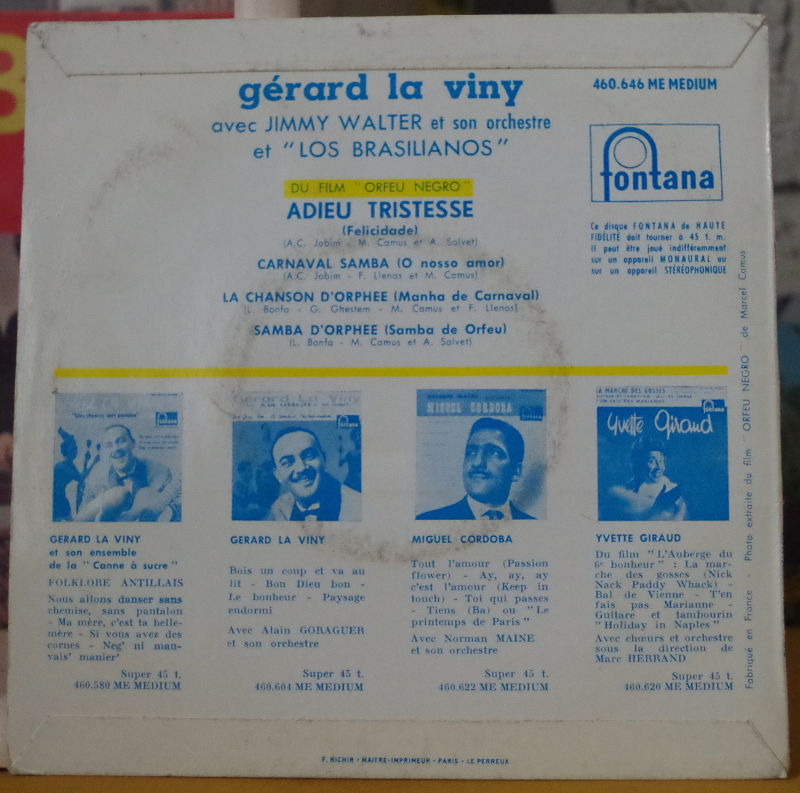 gérard la viny
avec JIMMY WALTER et son orchestre
et "LOS BRASILIANOS"
460.646 ME MEDIUM
fontana
Ce disque FONTANA de HAUTE
FIDÉLITÉ doit tourner à 45 t. m.
il peut être joué indifféremment
sur un appareil MONAURAL ou
sur un appareil STÉRÉOPHONIQUE
DU FILM "ORFEU NEGRO"
ADIEU TRISTESSE
(Felicidade)
(A.C. Jobim - M. Camus et A. Salvet)
CARNAVAL SAMBA (O nosso amor)
(A.C. Jobim - F. Llenas et M. Camus)
LA CHANSON D'ORPHEE (Manha de Carnaval)
(L. Bonfa - G. Ghestem - M. Camus et F. Llenas)
SAMBA D'ORPHEE (Samba de Orfeu)
(L. Bonfa - M. Camus et A. Salvet)
"Sans chemise, sans pantalon"
fontana
GERARD LA VINY
et son ensemble
de la "Canne à sucre"
FOLKLORE ANTILLAIS
Nous allons danser sans
chemise, sans pantalon
- Ma mère, c'est ta belle-
mère - Si vous avez des
cornes - Neg' ni mau-
vais' manier'
Super 45 t.
460.580 ME MEDIUM
Gérard La Viny
fontana
GERARD LA VINY
Bois un coup et va au
lit - Bon Dieu bon -
Le bonheur - Paysage
endormi
Avec Alain GORAGUER
et son orchestre
Super 45 t.
460.604 ME MEDIUM
MIGUEL CORDOBA
fontana
MIGUEL CORDOBA
Tout l'amour (Passion
flower) - Ay, ay, ay
c'est l'amour (Keep in
touch) - Toi qui passes
- Tiens (Ba) ou "Le
printemps de Paris"
Avec Norman MAINE
et son orchestre
Super 45 t.
460.622 ME MEDIUM
LA MARCHE DES GOSSES
fontana
Yvette Giraud
YVETTE GIRAUD
Du film "L'Auberge du
6e bonheur" : La mar-
che des gosses (Nick
Nack Paddy Whack) -
Bal de Vienne - T'en
fais pas Marianne -
Guitare et tambourin
"Holiday in Naples"
Avec chœurs et orchestre
sous la direction de
Marc HERRAND
Super 45 t.
460.620 ME MEDIUM
Fabriqué en France - Photo extraite du film "ORFEU NEGRO" de Marcel Camus
F. RICHIR - MAITRE-IMPRIMEUR - PARIS - LE PERREUX